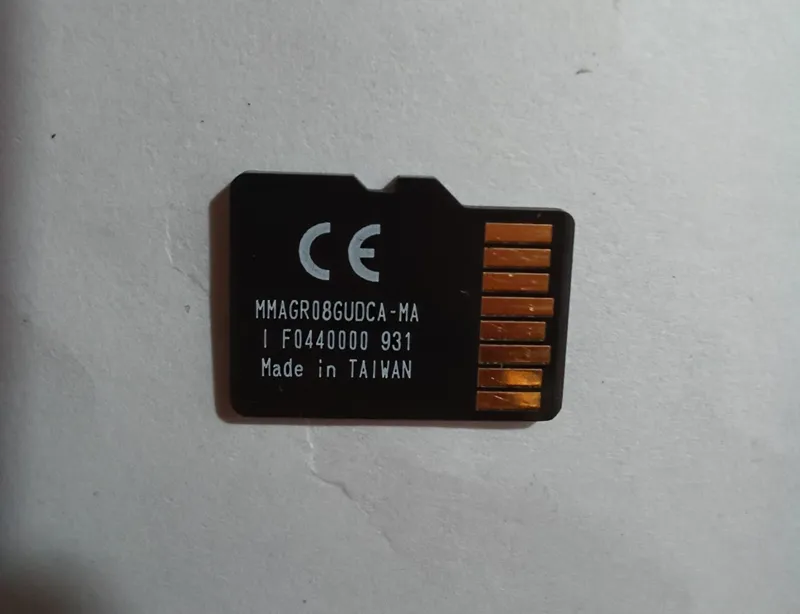 CE
MMAGR08GUDCA-MA
I F0440000 931
Made in TAIWAN